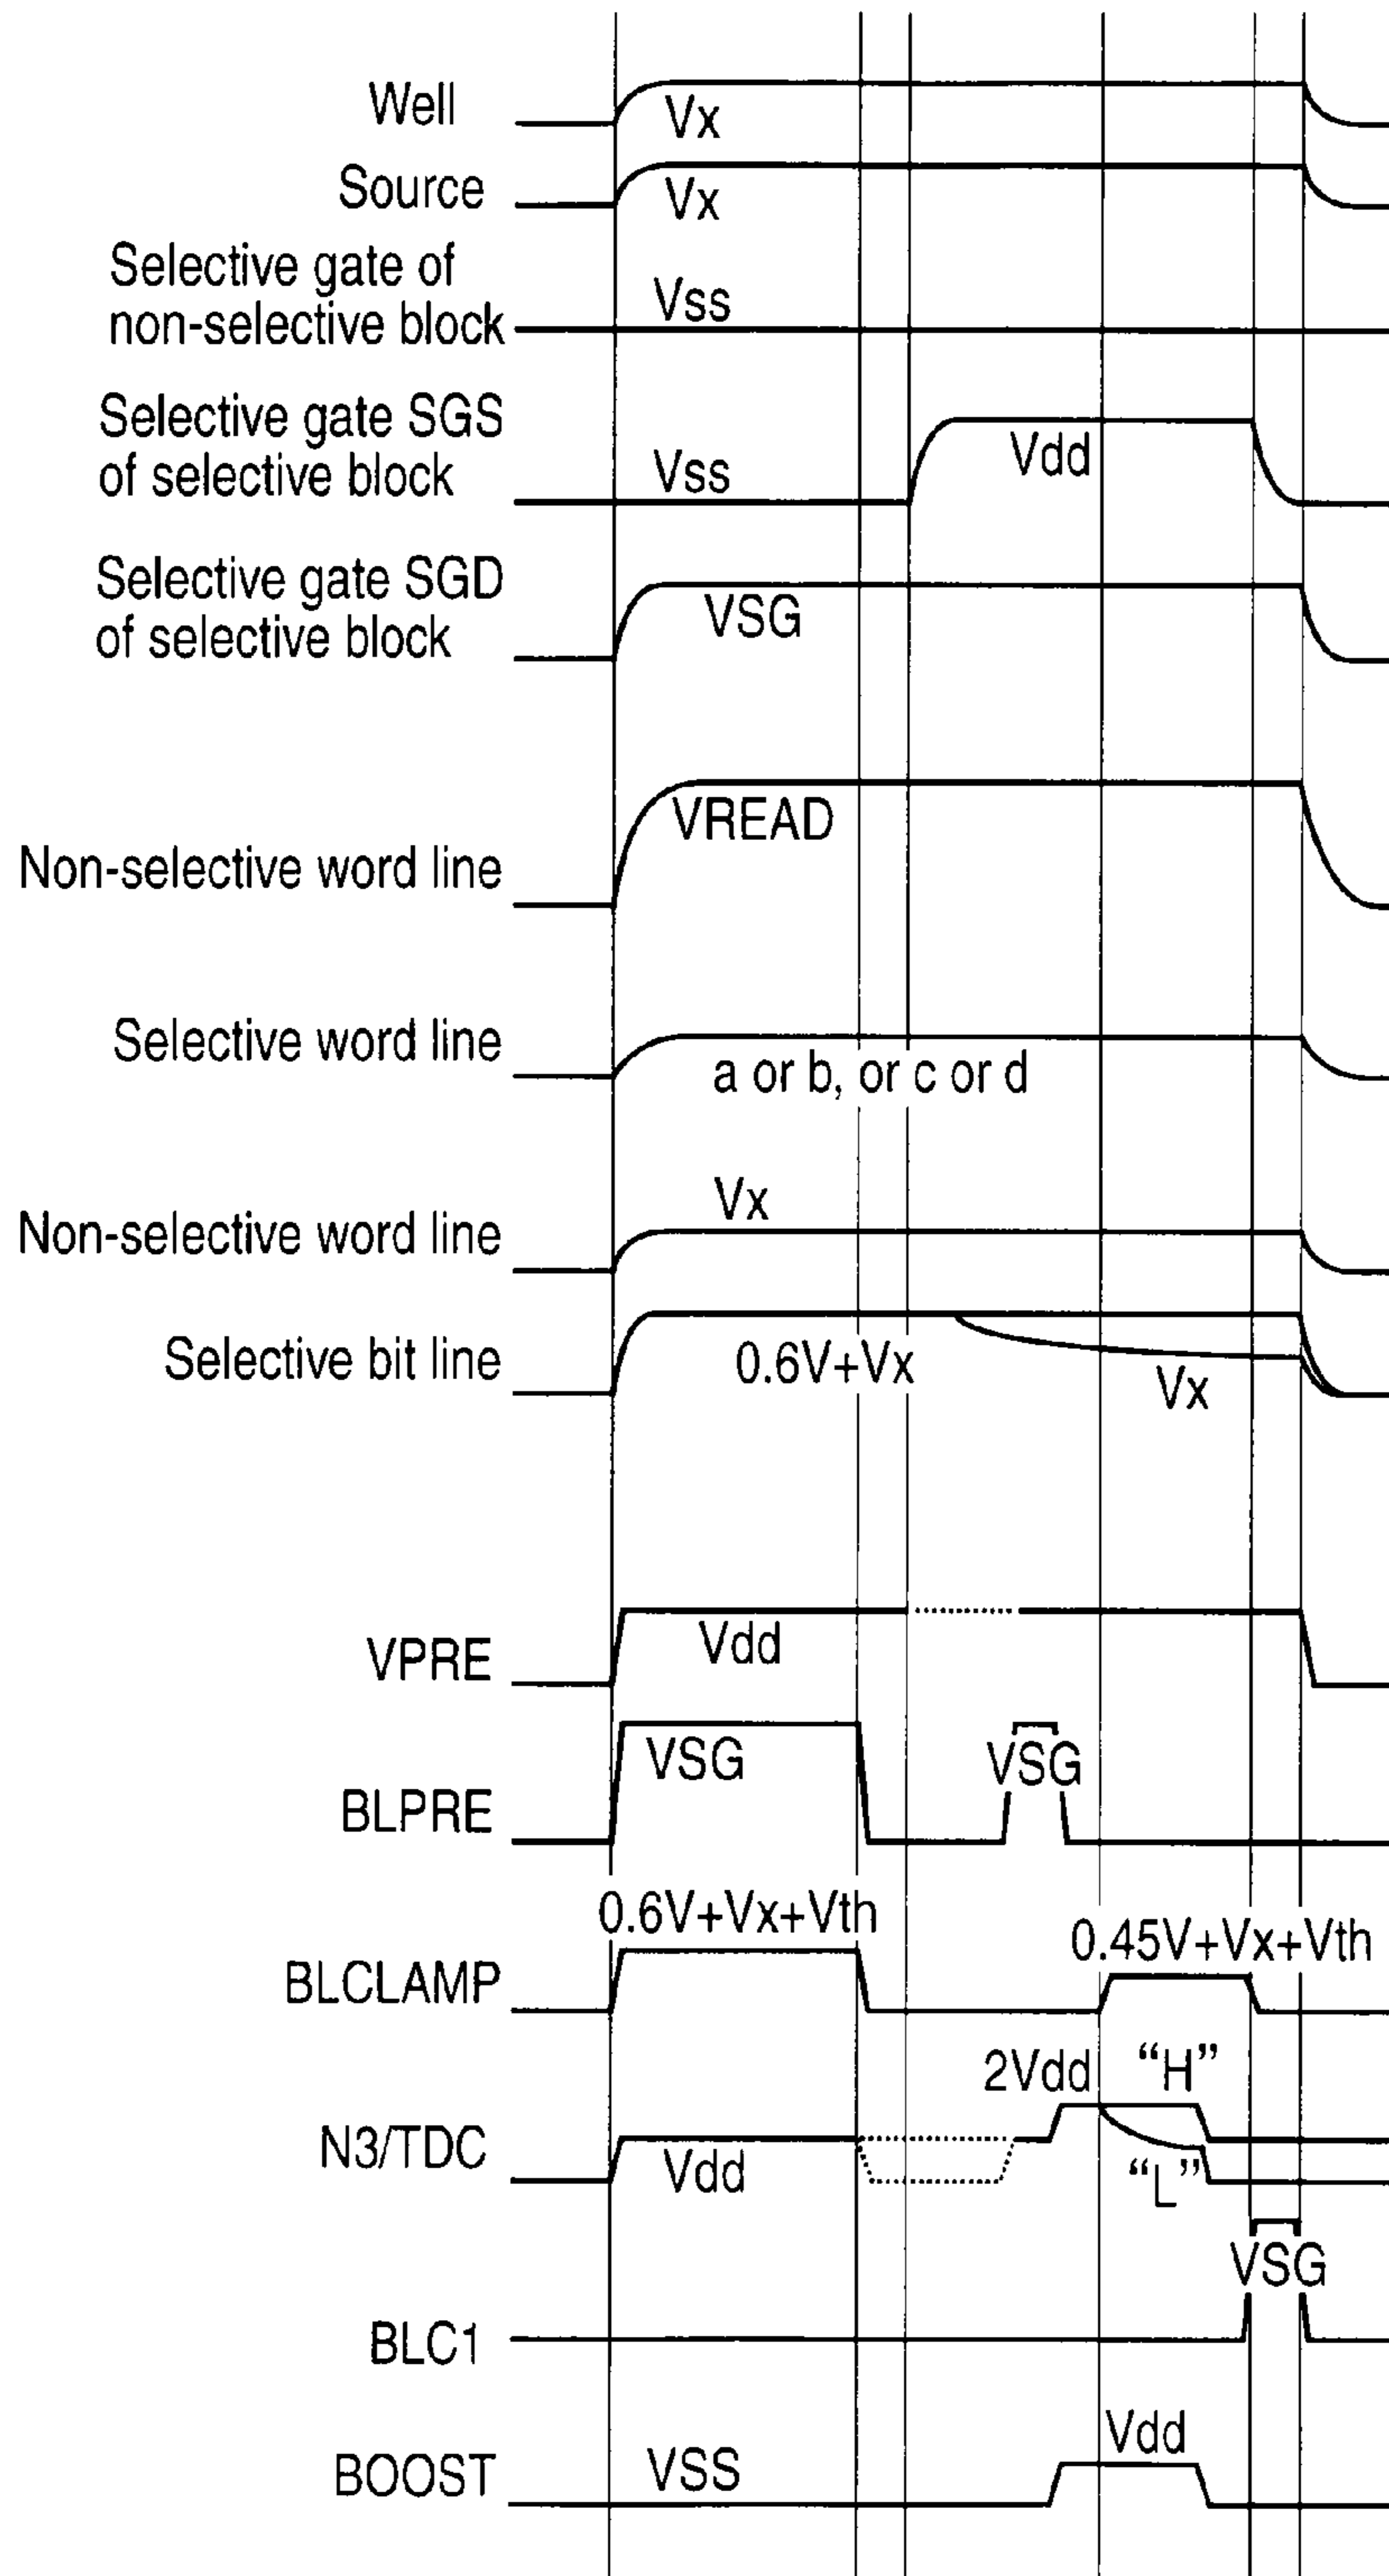 Well
Vx
Source
Vx
Selective gate of
non-selective block
Vss
Selective gate SGS
of selective block
Vss
Vdd
Selective gate SGD
of selective block
VSG
VREAD
Non-selective word line
Selective word line
a or b, or c or d
Vx
Non-selective word line
Selective bit line
0.6V+Vx
Vx
VPRE
Vdd
BLPRE
VSG
VSG
0.6V+Vx+Vth
0.45V+Vx+Vth
BLCLAMP
2Vdd
“H”
N3/TDC
Vdd
“L”
VSG
BLC1
Vdd
BOOST
VSS